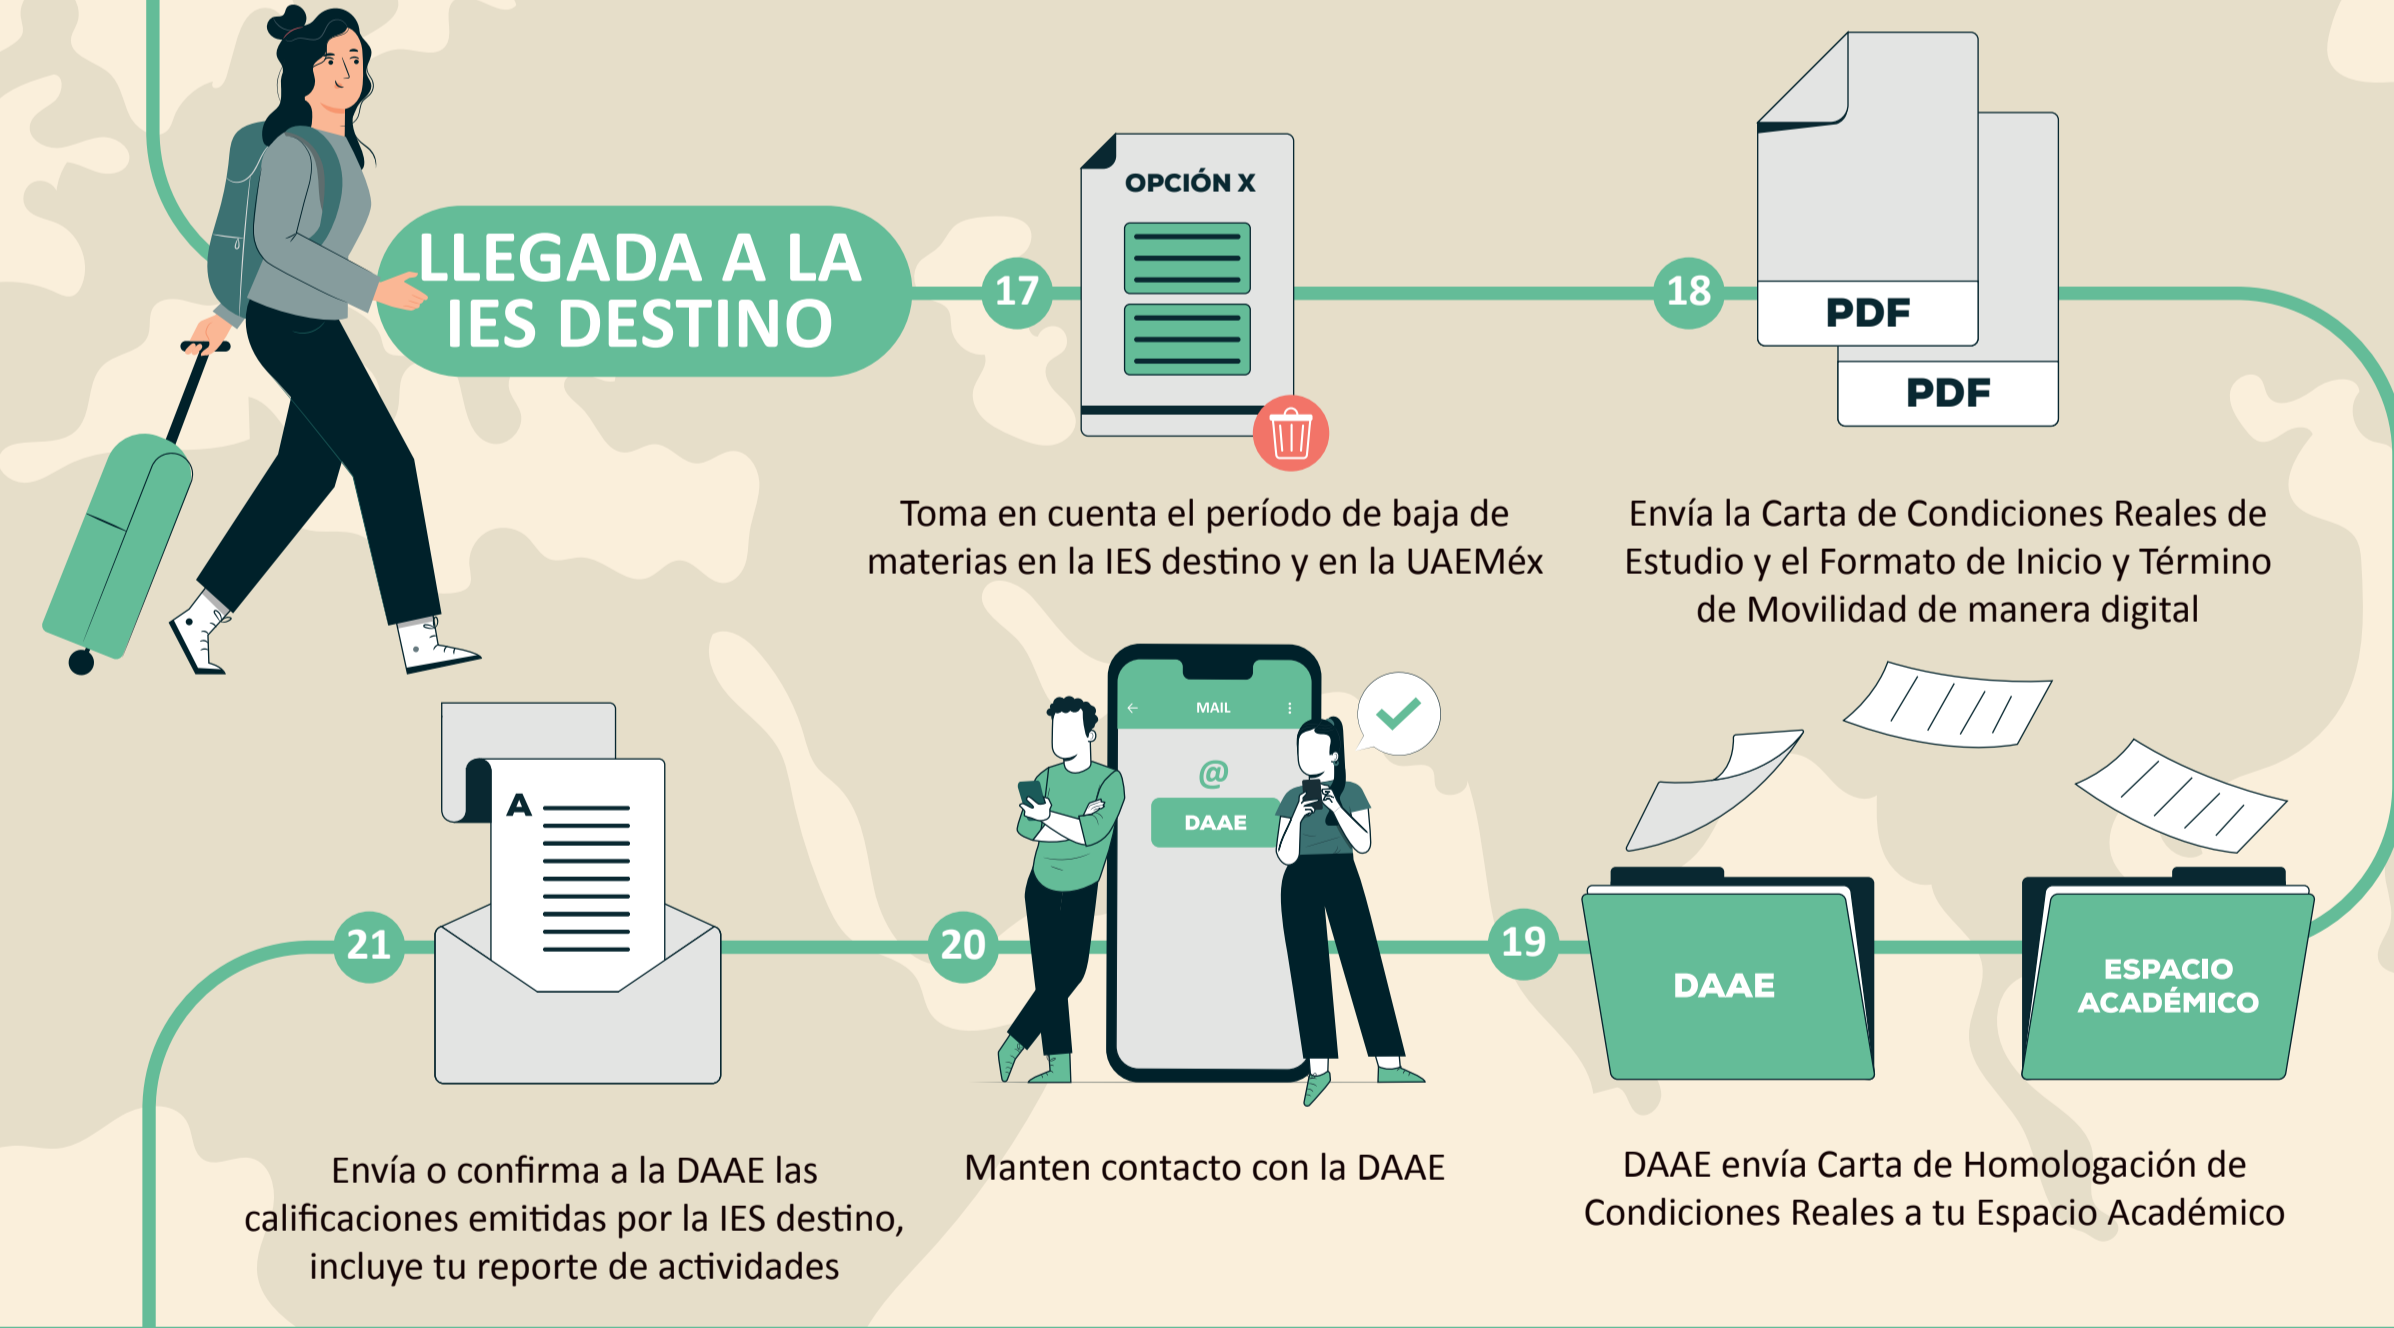 LLEGADA A LA
IES DESTINO
17
OPCIÓN X
Toma en cuenta el período de baja de
materias en la IES destino y en la UAEMéx
18
PDF
PDF
Envía la Carta de Condiciones Reales de
Estudio y el Formato de Inicio y Término
de Movilidad de manera digital
19
DAAE
ESPACIO
ACADÉMICO
DAAE envía Carta de Homologación de
Condiciones Reales a tu Espacio Académico
20
MAIL
@
DAAE
Manten contacto con la DAAE
21
A
Envía o confirma a la DAAE las
calificaciones emitidas por la IES destino,
incluye tu reporte de actividades